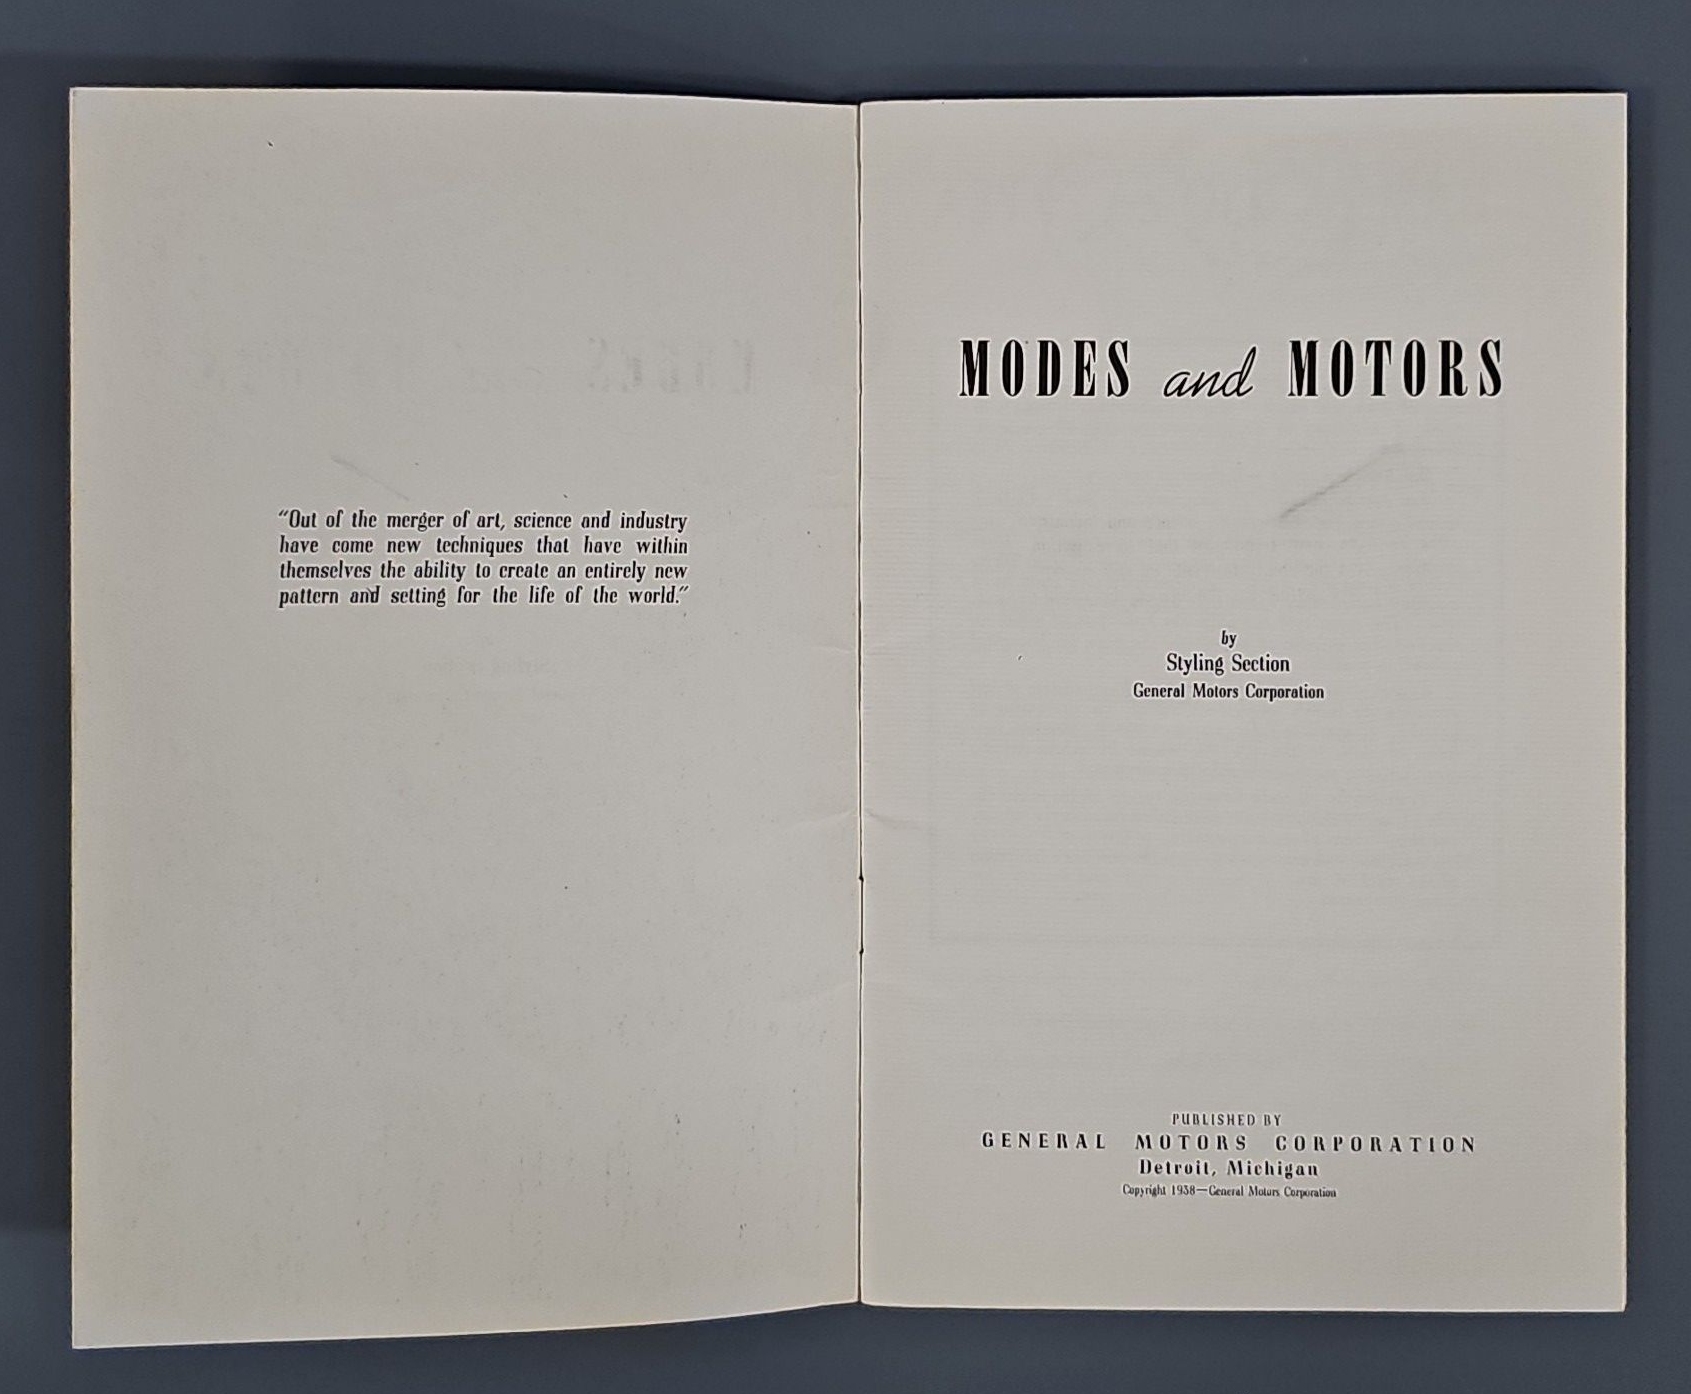 "Out of the merger of art, science and industry
have come new techniques that have within
themselves the ability to create an entirely new
pattern and setting for the life of the world."
MODES and MOTORS
by
Styling Section
General Motors Corporation
PUBLISHED BY
GENERAL MOTORS CORPORATION
Detroit, Michigan
Copyright 1938—General Motors Corporation